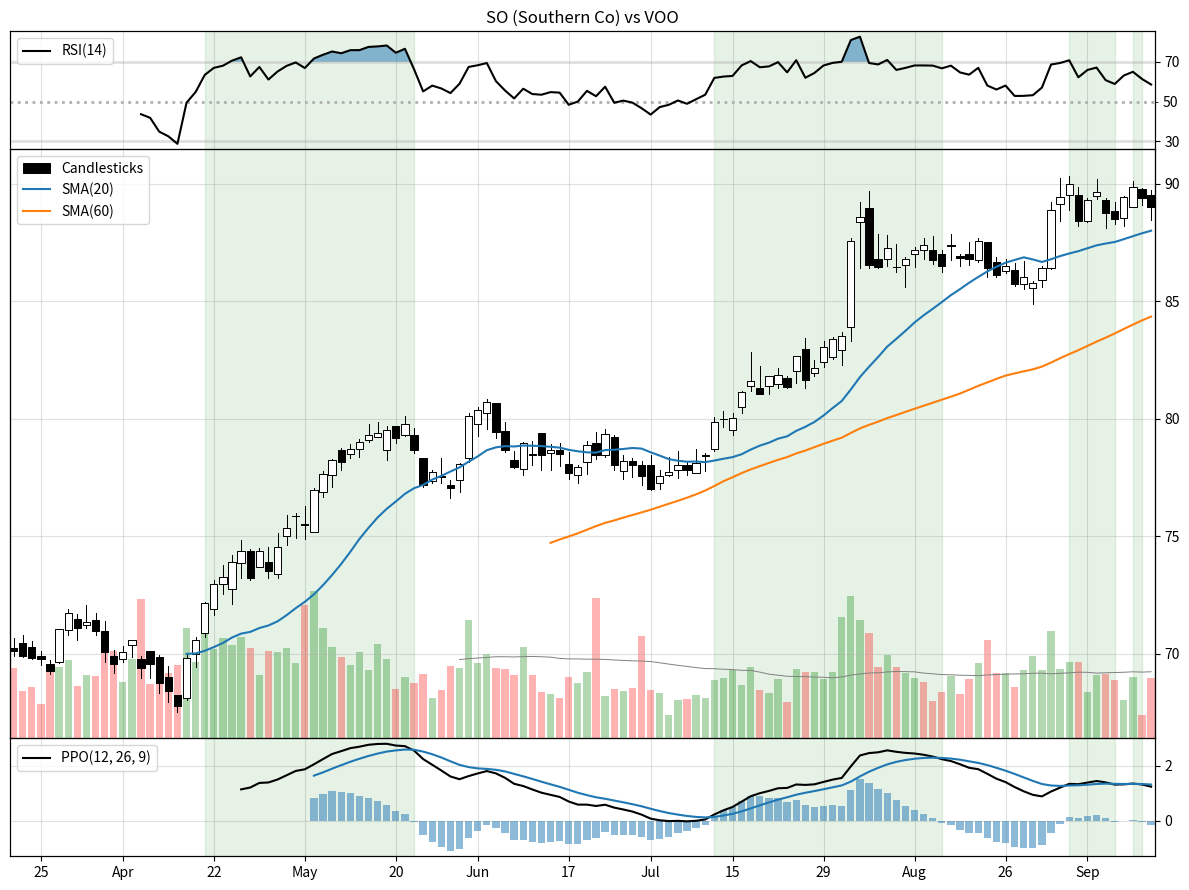 SO (Southern Co) vs VOO
RSI(14)
70
50
30
Candlesticks
SMA(20)
SMA(60)
90
85
80
75
70
PPO(12, 26, 9)
2
0
25 Apr 22 May 20 Jun 17 Jul 15 29 Aug 26 Sep